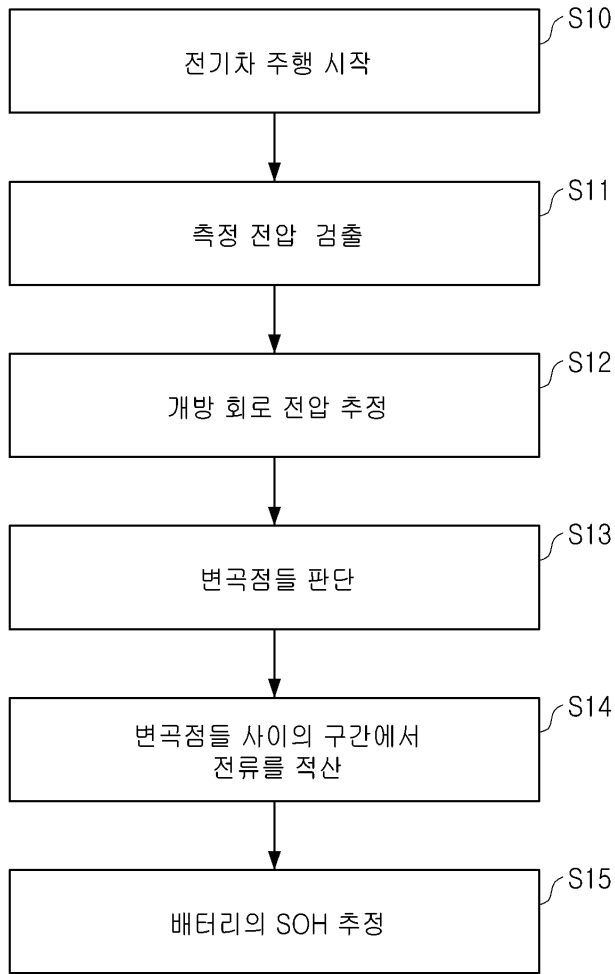 S10
전기차 주행 시작
S11
측정 전압 검출
S12
개방 회로 전압 추정
S13
변곡점들 판단
S14
변곡점들 사이의 구간에서
전류를 적산
S15
배터리의 SOH 추정